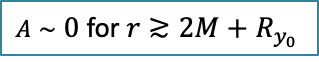 A ~ 0 for r ≳ 2M + R_{y_0}